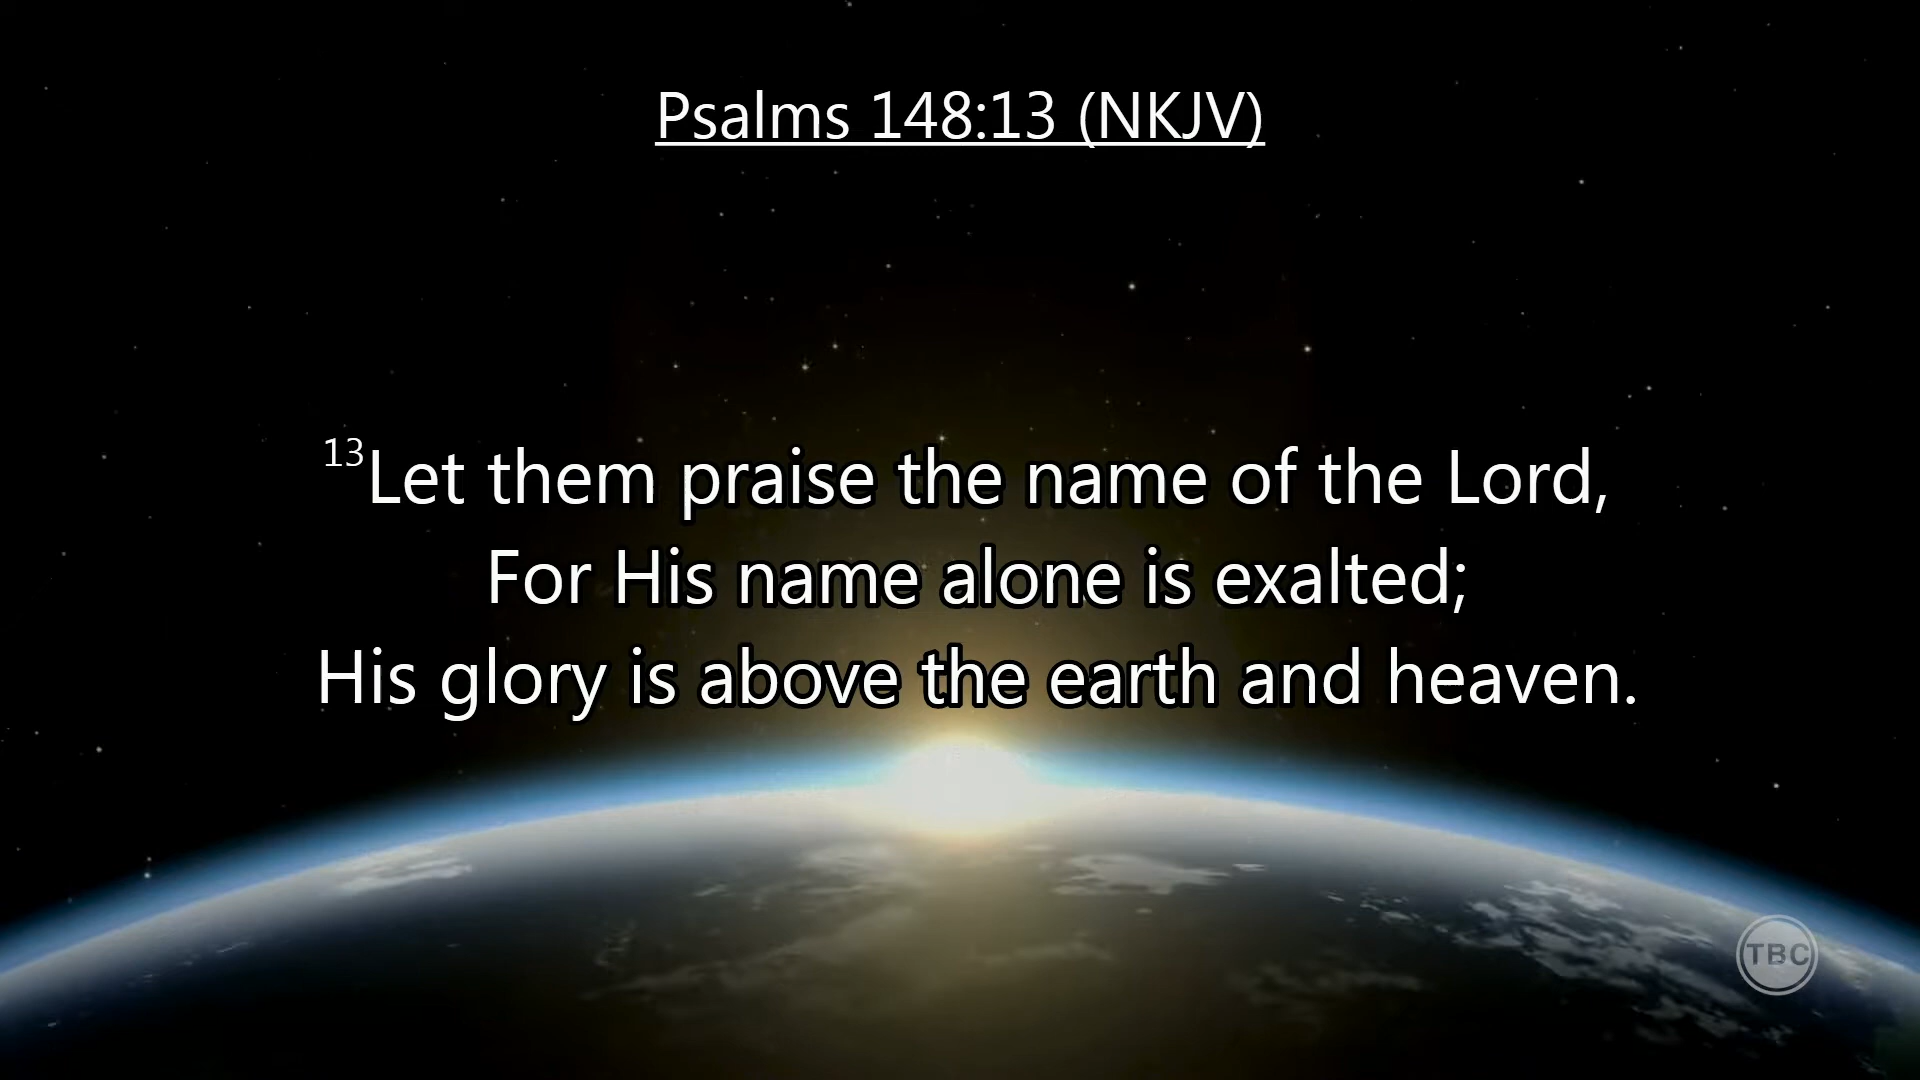 Psalms 148:13 (NKJV)
13Let them praise the name of the Lord,
For His name alone is exalted;
His glory is above the earth and heaven.
TBC